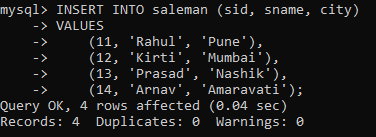 mysql> INSERT INTO saleman (sid, sname, city)
    -> VALUES
    ->     (11, 'Rahul', 'Pune'),
    ->     (12, 'Kirti', 'Mumbai'),
    ->     (13, 'Prasad', 'Nashik'),
    ->     (14, 'Arnav', 'Amaravati');
Query OK, 4 rows affected (0.04 sec)
Records: 4  Duplicates: 0  Warnings: 0